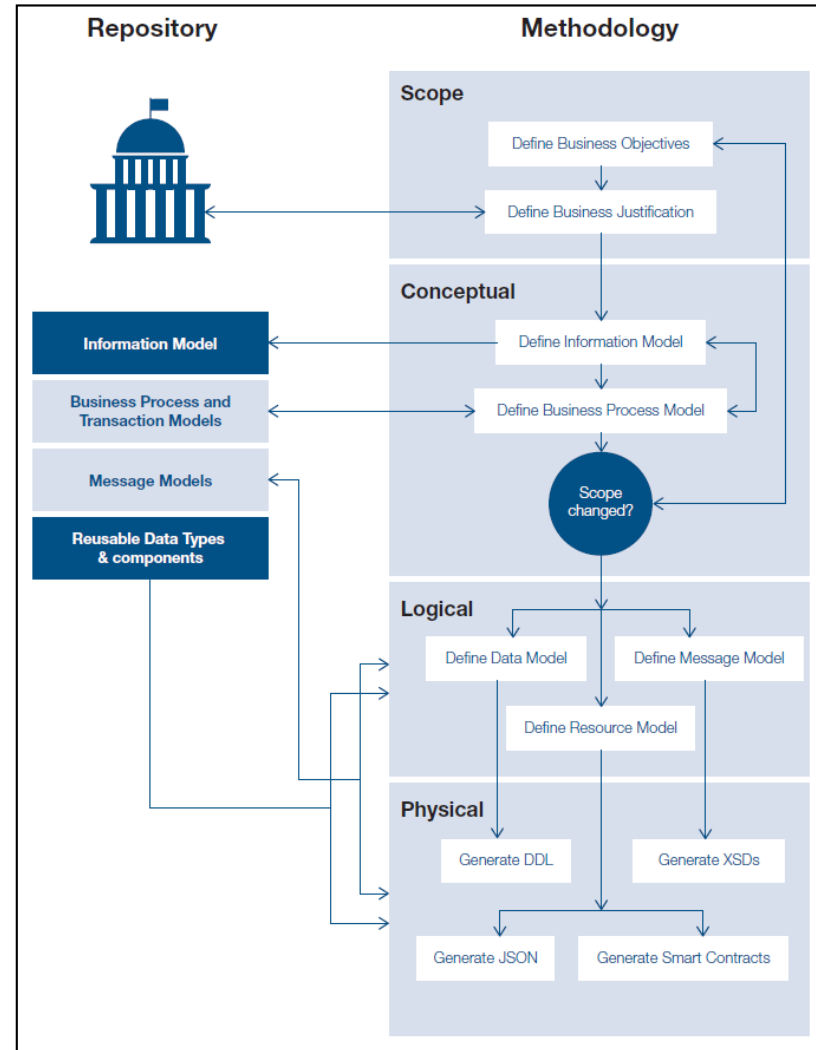 Repository
Methodology
Scope
Define Business Objectives
Define Business Justification
Conceptual
Information Model
Define Information Model
Business Process and
Transaction Models
Define Business Process Model
Message Models
Scope
changed?
Reusable Data Types
& components
Logical
Define Data Model
Define Message Model
Define Resource Model
Physical
Generate DDL
Generate XSDs
Generate JSON
Generate Smart Contracts